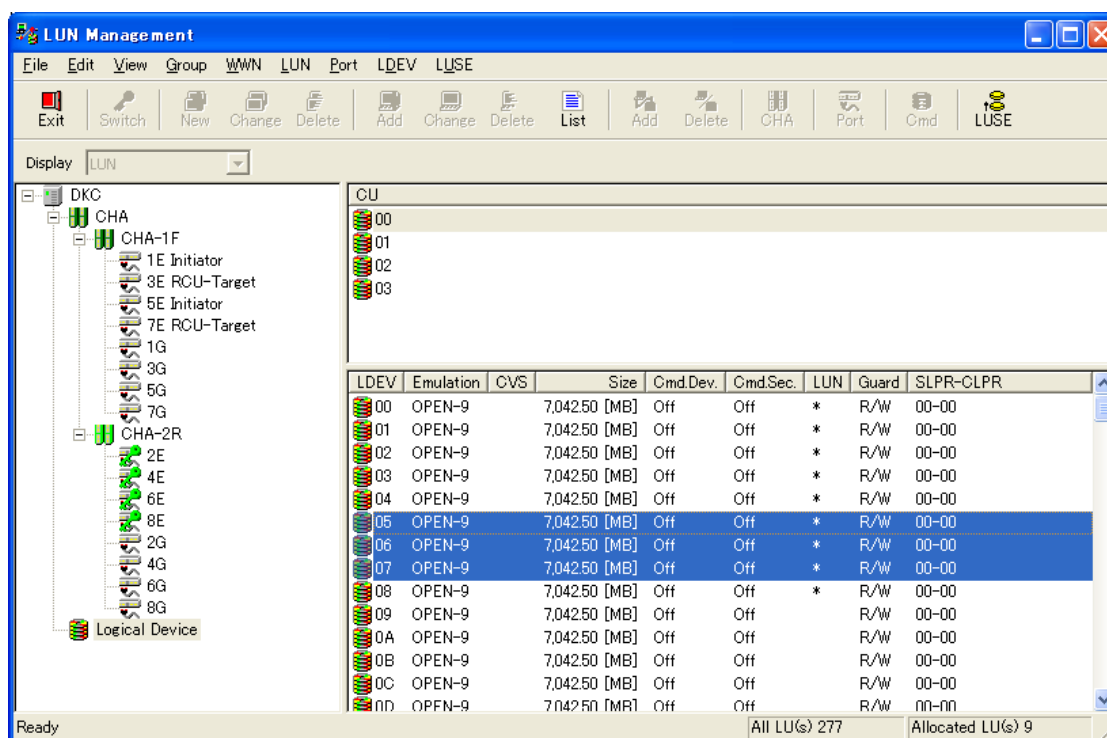 LUN Management
File Edit View Group WWN LUN Port LDEV LUSE
Exit Switch New Change Delete Add Change Delete List Add Delete CHA Port Cmd LUSE
Display LUN
DKC
CHA
CHA-1F
1E Initiator
3E RCU-Target
5E Initiator
7E RCU-Target
1G
3G
5G
7G
CHA-2R
2E
4E
6E
8E
2G
4G
6G
8G
Logical Device
CU
00
01
02
03
LDEV Emulation CVS Size Cmd.Dev. Cmd.Sec. LUN Guard SLPR-CLPR
00 OPEN-9 7,042.50 [MB] Off Off * R/W 00-00
01 OPEN-9 7,042.50 [MB] Off Off * R/W 00-00
02 OPEN-9 7,042.50 [MB] Off Off * R/W 00-00
03 OPEN-9 7,042.50 [MB] Off Off * R/W 00-00
04 OPEN-9 7,042.50 [MB] Off Off * R/W 00-00
05 OPEN-9 7,042.50 [MB] Off Off * R/W 00-00
06 OPEN-9 7,042.50 [MB] Off Off * R/W 00-00
07 OPEN-9 7,042.50 [MB] Off Off * R/W 00-00
08 OPEN-9 7,042.50 [MB] Off Off * R/W 00-00
09 OPEN-9 7,042.50 [MB] Off Off R/W 00-00
0A OPEN-9 7,042.50 [MB] Off Off R/W 00-00
0B OPEN-9 7,042.50 [MB] Off Off R/W 00-00
0C OPEN-9 7,042.50 [MB] Off Off R/W 00-00
0D OPEN-9 7,042.50 [MB] Off Off R/W 00-00
Ready All LU(s) 277 Allocated LU(s) 9